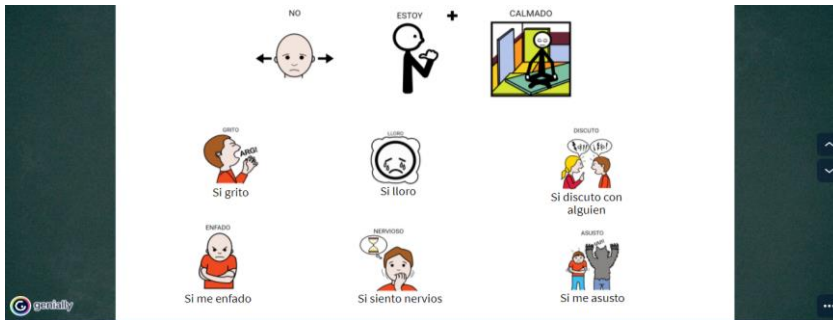 NO ESTOY + CALMADO
GRITO LLORO DISCUTO
ARG!
Si grito Si lloro Si discuto con
alguien
ENFADO NERVIOSO ASUSTO
Si me enfado Si siento nervios Si me asusto
genially